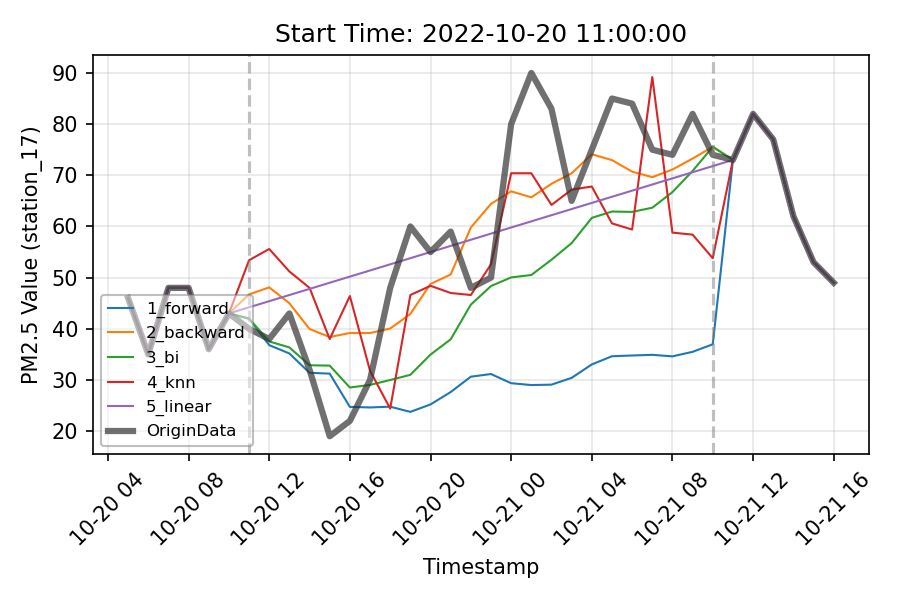 Start Time: 2022-10-20 11:00:00
PM2.5 Value (station_17)
90
80
70
60
50
40
30
20
1_forward
2_backward
3_bi
4_knn
5_linear
OriginData
10-20 04
10-20 08
10-20 12
10-20 16
10-20 20
10-21 00
10-21 04
10-21 08
10-21 12
10-21 16
Timestamp